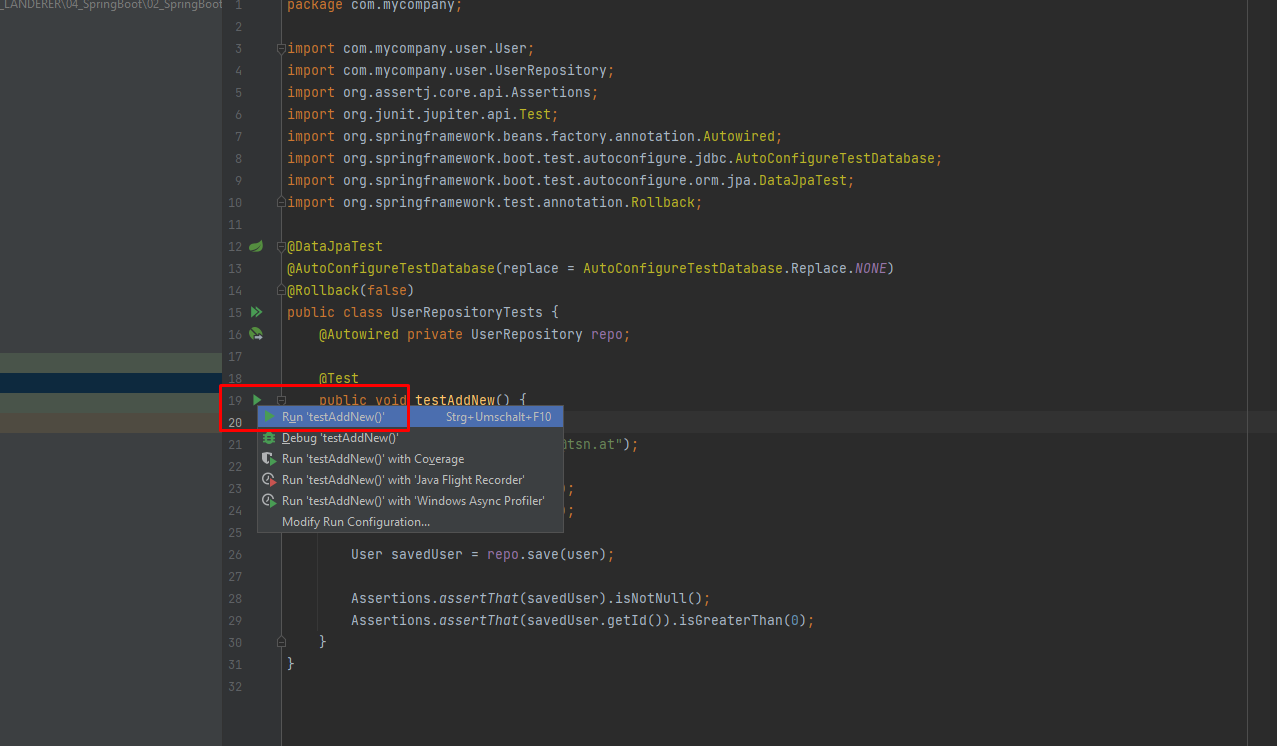 _LANDERER\04_SpringBoot\02_SpringBoot
1 package com.mycompany;
2
3 import com.mycompany.user.User;
4 import com.mycompany.user.UserRepository;
5 import org.assertj.core.api.Assertions;
6 import org.junit.jupiter.api.Test;
7 import org.springframework.beans.factory.annotation.Autowired;
8 import org.springframework.boot.test.autoconfigure.jdbc.AutoConfigureTestDatabase;
9 import org.springframework.boot.test.autoconfigure.orm.jpa.DataJpaTest;
10 import org.springframework.test.annotation.Rollback;
11
12 @DataJpaTest
13 @AutoConfigureTestDatabase(replace = AutoConfigureTestDatabase.Replace.NONE)
14 @Rollback(false)
15 public class UserRepositoryTests {
16 @Autowired private UserRepository repo;
17
18 @Test
19 public void testAddNew() {
20
Run 'testAddNew()' Strg+Umschalt+F10
Debug 'testAddNew()'
Run 'testAddNew()' with Coverage
Run 'testAddNew()' with 'Java Flight Recorder'
Run 'testAddNew()' with 'Windows Async Profiler'
Modify Run Configuration...
21 @tsn.at");
22
23 );
24 );
25
26 User savedUser = repo.save(user);
27
28 Assertions.assertThat(savedUser).isNotNull();
29 Assertions.assertThat(savedUser.getId()).isGreaterThan(0);
30 }
31 }
32